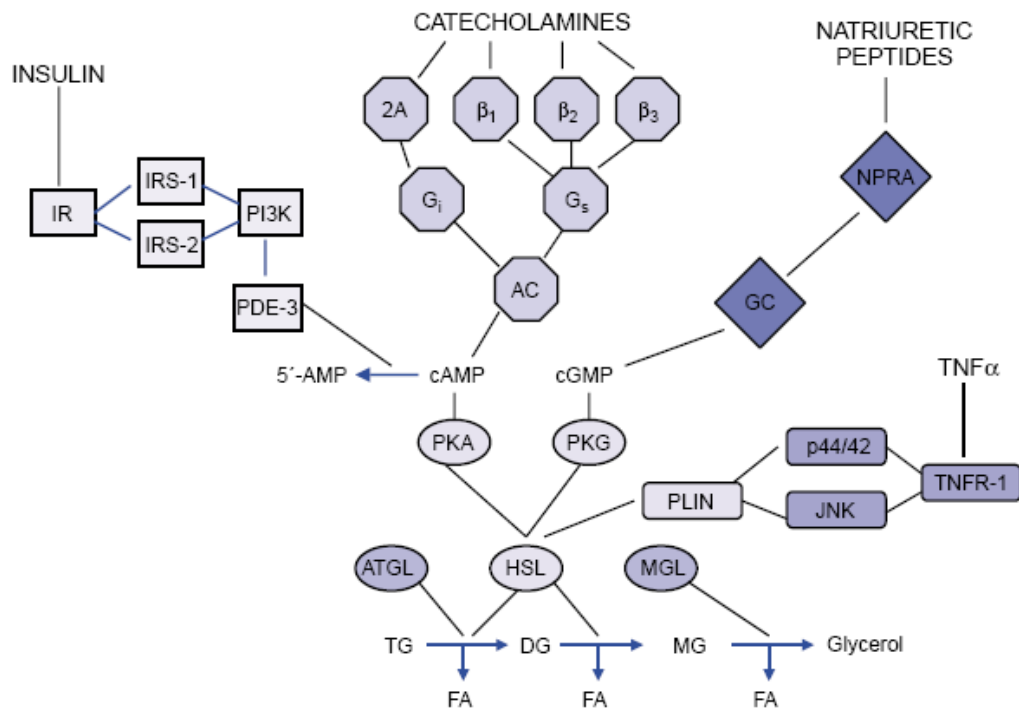 CATECHOLAMINES
NATRIURETIC
PEPTIDES
INSULIN
2A β1 β2 β3
IRS-1
NPRA
IR PI3K Gi Gs
IRS-2
AC GC
PDE-3
5´-AMP cAMP cGMP TNFα
PKA PKG p44/42
TNFR-1
PLIN
JNK
ATGL HSL MGL
TG DG MG Glycerol
FA FA FA